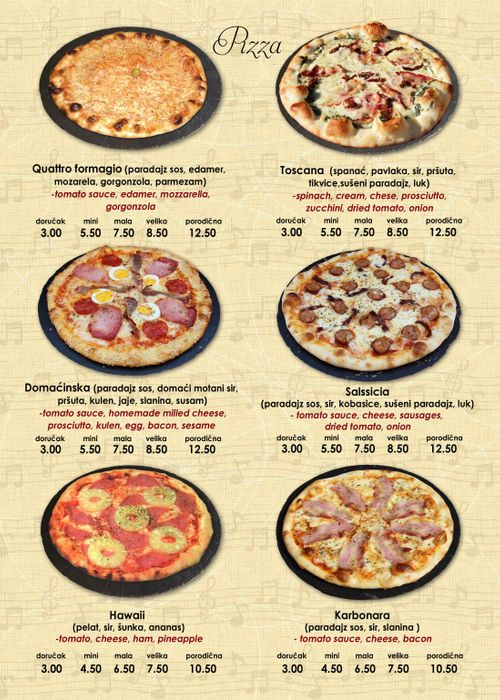 Pizza
Quattro formagio (paradajz sos, edamer,
mozarela, gorgonzola, parmezam)
-tomato sauce, edamer, mozzarella,
gorgonzola
doručak mini mala velika porodična
3.00 5.50 7.50 8.50 12.50
Toscana (spanać, pavlaka, sir, pršuta,
tikvice,sušeni paradajz, luk)
-spinach, cream, chese, prosciutto,
zucchini, dried tomato, onion
doručak mini mala velika porodična
3.00 5.50 7.50 8.50 12.50
Domaćinska (paradajz sos, domaći motani sir,
pršuta, kulen, jaje, slanina, susam)
-tomato sauce, homemade milled cheese,
prosciutto, kulen, egg, bacon, sesame
doručak mini mala velika porodična
3.00 5.50 7.50 8.50 12.50
Salssicia
(paradajz sos, sir, kobasice, sušeni paradajz, luk)
- tomato sauce, cheese, sausages,
dried tomato, onion
doručak mini mala velika porodična
3.00 5.50 7.50 8.50 12.50
Hawaii
(pelat, sir, šunka, ananas)
-tomato, cheese, ham, pineapple
doručak mini mala velika porodična
3.00 4.50 6.50 7.50 10.50
Karbonara
(paradajz sos, sir, slanina )
- tomato sauce, cheese, bacon
doručak mini mala velika porodična
3.00 4.50 6.50 7.50 10.50